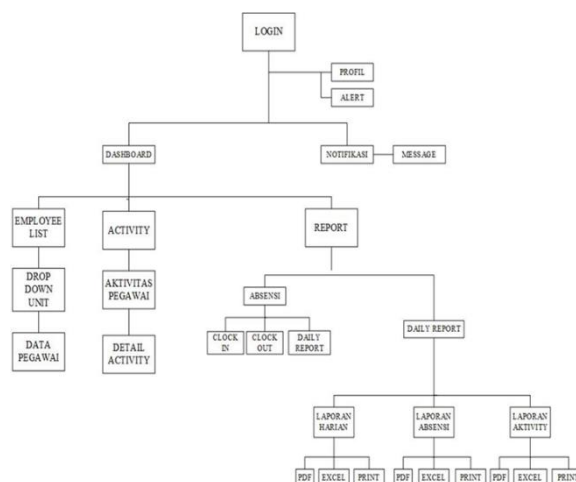 LOGIN
PROFIL
ALERT
DASHBOARD
NOTIFIKASI
MESSAGE
EMPLOYEE
LIST
ACTIVITY
REPORT
DROP
DOWN
UNIT
AKTIVITAS
PEGAWAI
ABSENSI
DATA
PEGAWAI
DETAIL
ACTIVITY
CLOCK
IN
CLOCK
OUT
DAILY
REPORT
DAILY REPORT
LAPORAN
HARIAN
LAPORAN
ABSENSI
LAPORAN
AKTIVITY
PDF
EXCEL
PRINT
PDF
EXCEL
PRINT
PDF
EXCEL
PRINT